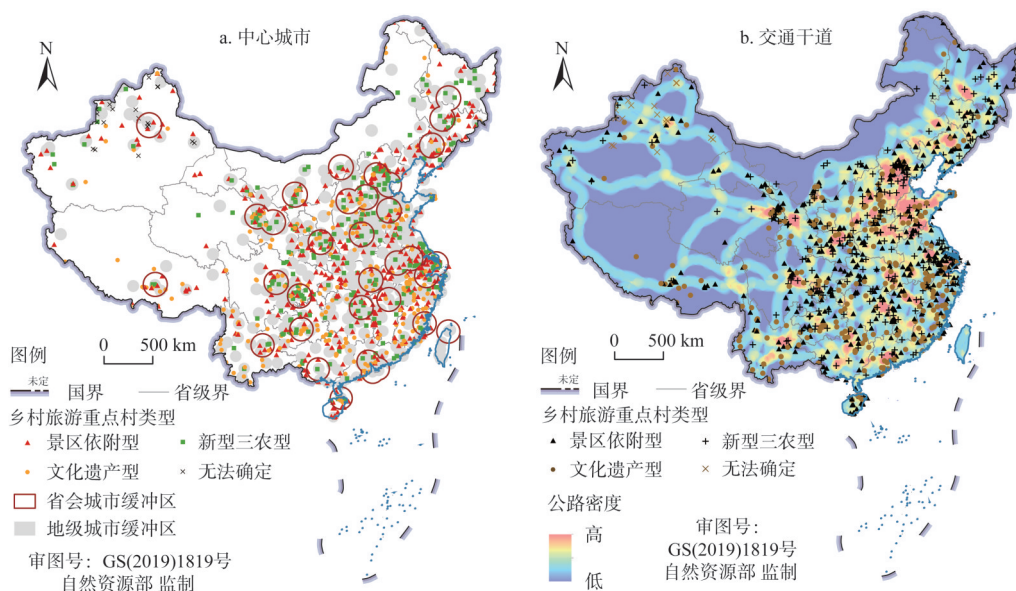 a. 中心城市
N
0 500 km
图例
未定
国界
省级界
乡村旅游重点村类型
景区依附型
新型三农型
文化遗产型
无法确定
省会城市缓冲区
地级城市缓冲区
审图号：GS(2019)1819号
自然资源部 监制
b. 交通干道
N
0 500 km
图例
未定
国界
省级界
乡村旅游重点村类型
景区依附型
新型三农型
文化遗产型
无法确定
公路密度
高
低
审图号：
GS(2019)1819号
自然资源部 监制